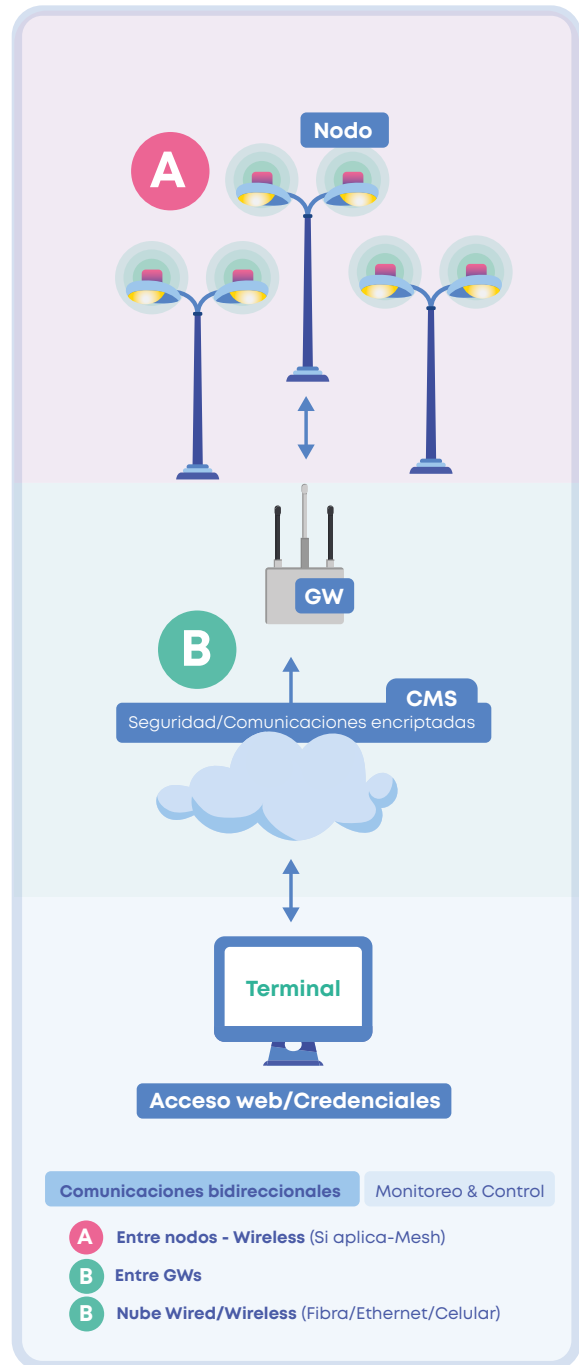 Nodo
A
GW
B
CMS
Seguridad/Comunicaciones encriptadas
Terminal
Acceso web/Credenciales
Comunicaciones bidireccionales Monitoreo & Control
A Entre nodos - Wireless (Si aplica-Mesh)
B Entre GWs
B Nube Wired/Wireless (Fibra/Ethernet/Celular)